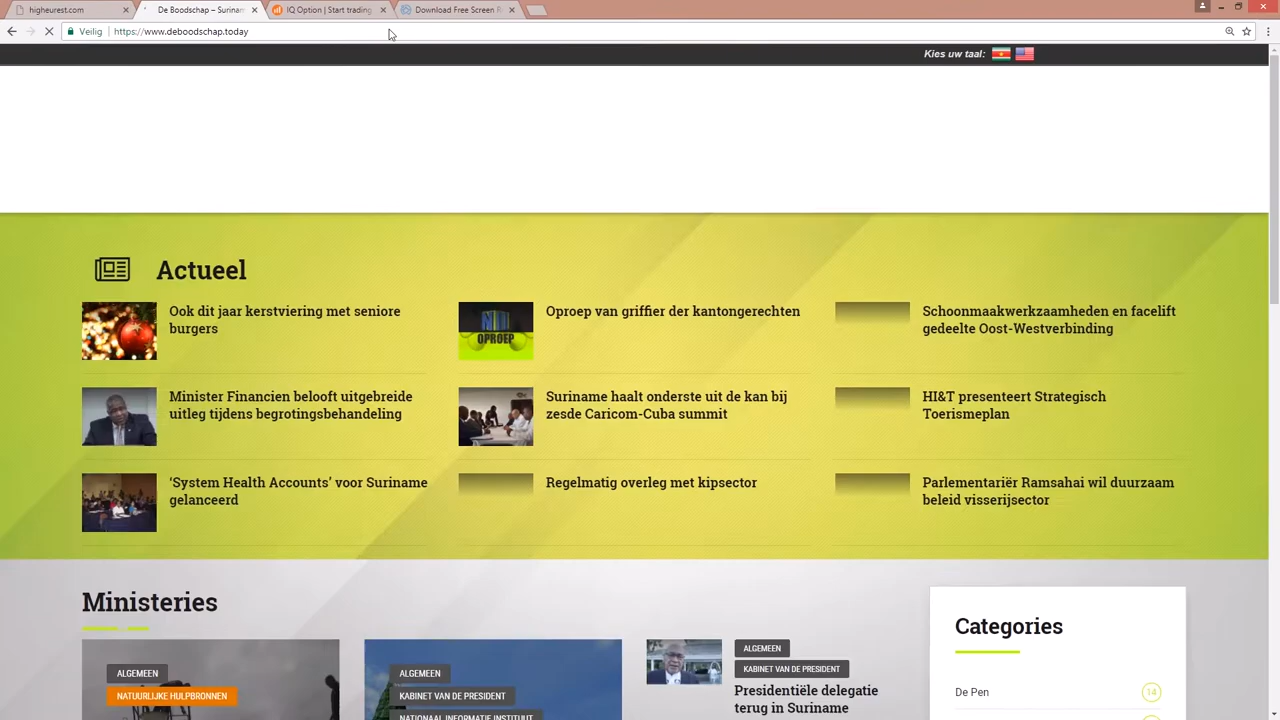 higheurest.com
De Boodschap – Surinam
IQ Option | Start trading
Download Free Screen R
Veilig
https://www.deboodschap.today
Kies uw taal:
Actueel
Ook dit jaar kerstviering met seniore
burgers
Oproep van griffier der kantongerechten
OPROEP
Schoonmaakwerkzaamheden en facelift
gedeelte Oost-Westverbinding
Minister Financien belooft uitgebreide
uitleg tijdens begrotingsbehandeling
Suriname haalt onderste uit de kan bij
zesde Caricom-Cuba summit
HI&T presenteert Strategisch
Toerismeplan
‘System Health Accounts’ voor Suriname
gelanceerd
Regelmatig overleg met kipsector
Parlementariër Ramsahai wil duurzaam
beleid visserijsector
Ministeries
ALGEMEEN
NATUURLIJKE HULPBRONNEN
ALGEMEEN
KABINET VAN DE PRESIDENT
NATIONAAL INFORMATIE INSTITUUT
ALGEMEEN
KABINET VAN DE PRESIDENT
Presidentiële delegatie
terug in Suriname
Categories
De Pen
14